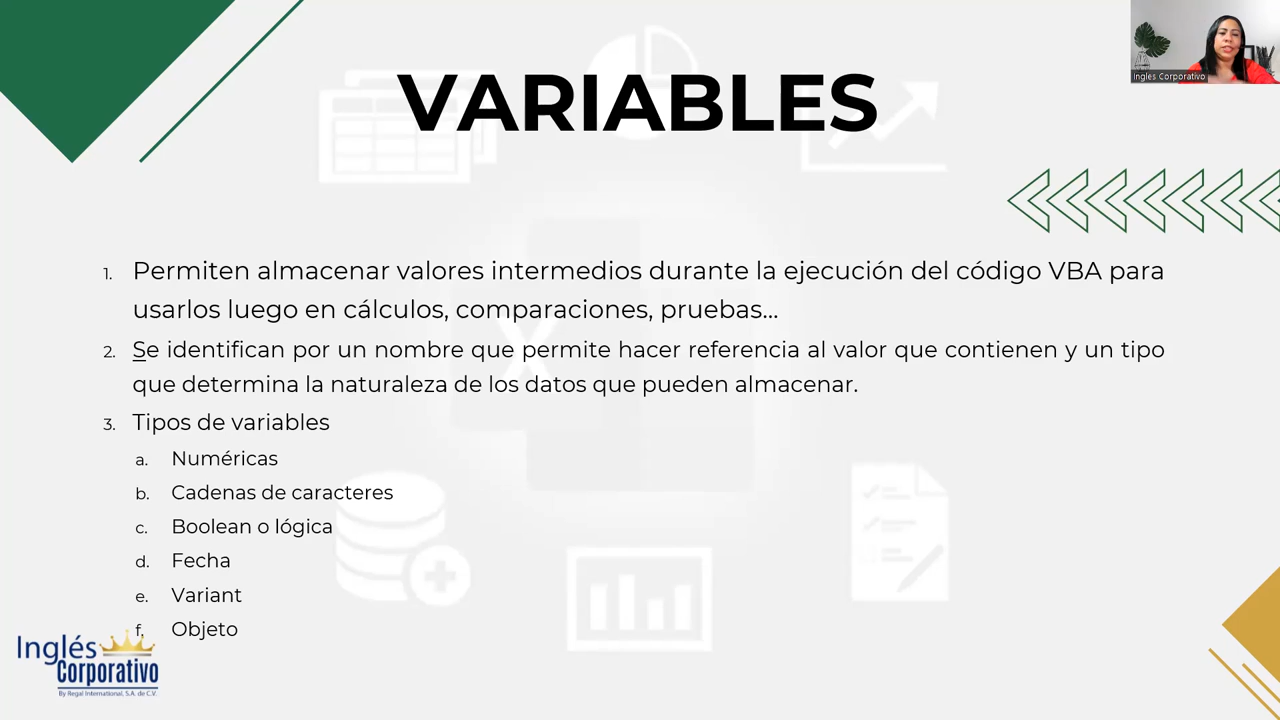 Ingles Corporativo
VARIABLES
1. Permiten almacenar valores intermedios durante la ejecución del código VBA para
usarlos luego en cálculos, comparaciones, pruebas...
2. Se identifican por un nombre que permite hacer referencia al valor que contienen y un tipo
que determina la naturaleza de los datos que pueden almacenar.
3. Tipos de variables
a. Numéricas
b. Cadenas de caracteres
c. Boolean o lógica
d. Fecha
e. Variant
f. Objeto
Inglés
Corporativo
By Regal International, S.A. de C.V.